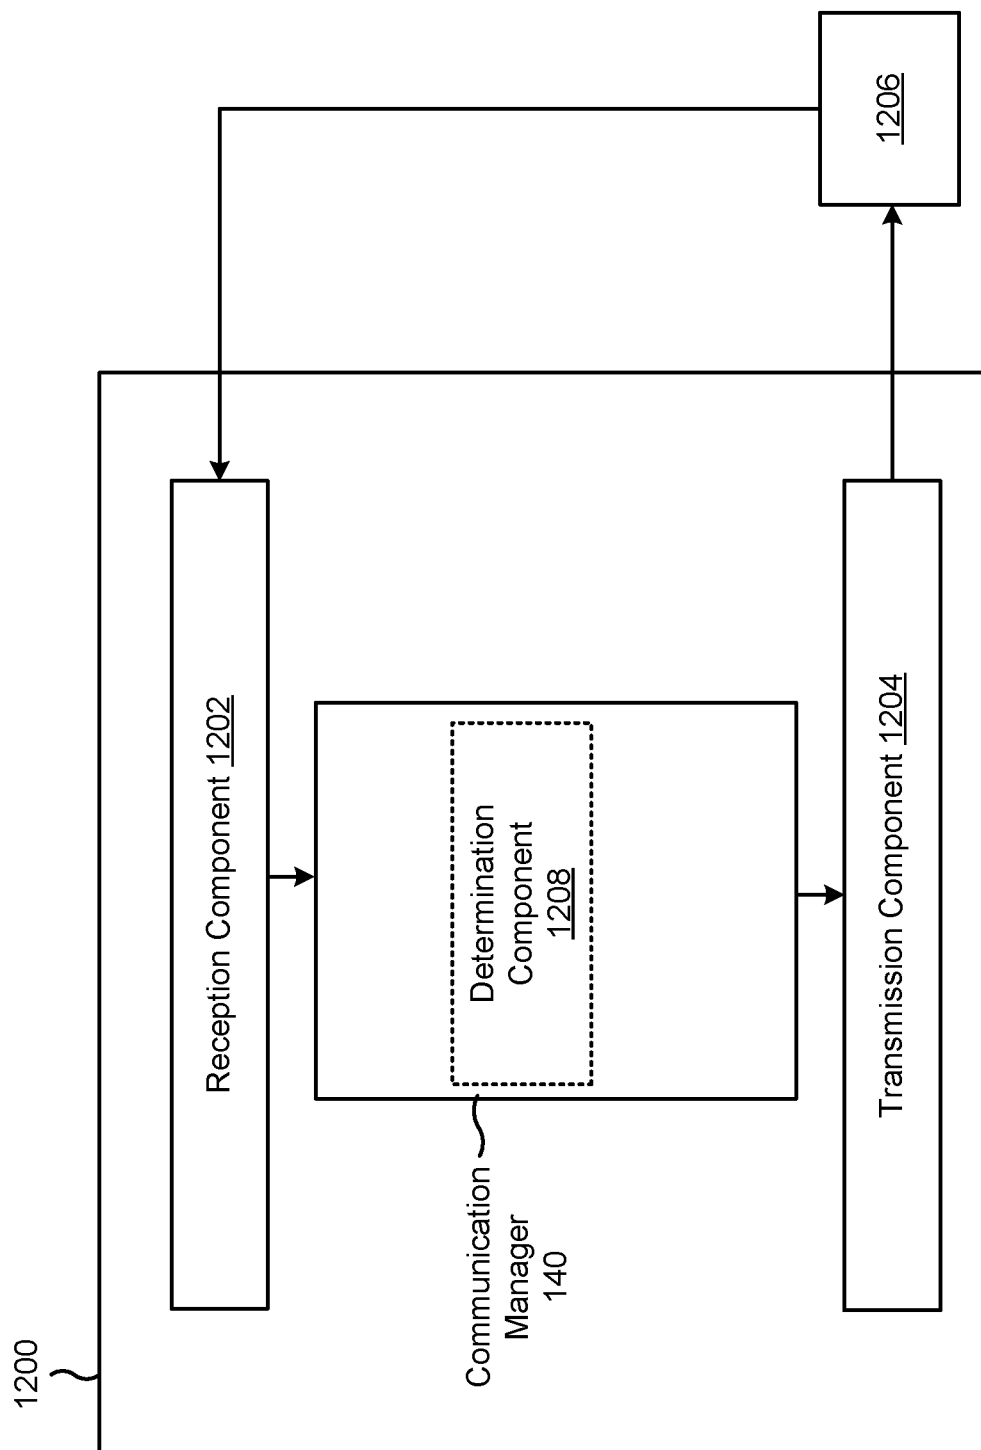 1200
Reception Component 1202
Communication
Manager
140
Determination
Component
1208
Transmission Component 1204
1206